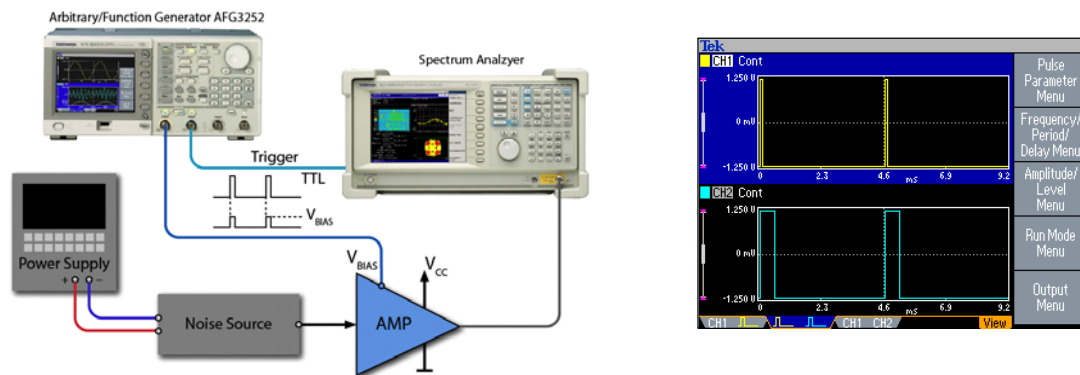 Arbitrary/Function Generator AFG3252
Spectrum Analzyer
Trigger
TTL
VBIAS
Power Supply
+ -
VBIAS
VCC
Noise Source
AMP
Tek
CH1 Cont
1.250 V
0 mV
-1.250 V
0 2.3 4.6 mS 6.9 9.2
CH2 Cont
1.250 V
0 mV
-1.250 V
0 2.3 4.6 mS 6.9 9.2
CH1 CH1 CH2 View
Pulse
Parameter
Menu
Frequency/
Period/
Delay Menu
Amplitude/
Level
Menu
Run Mode
Menu
Output
Menu